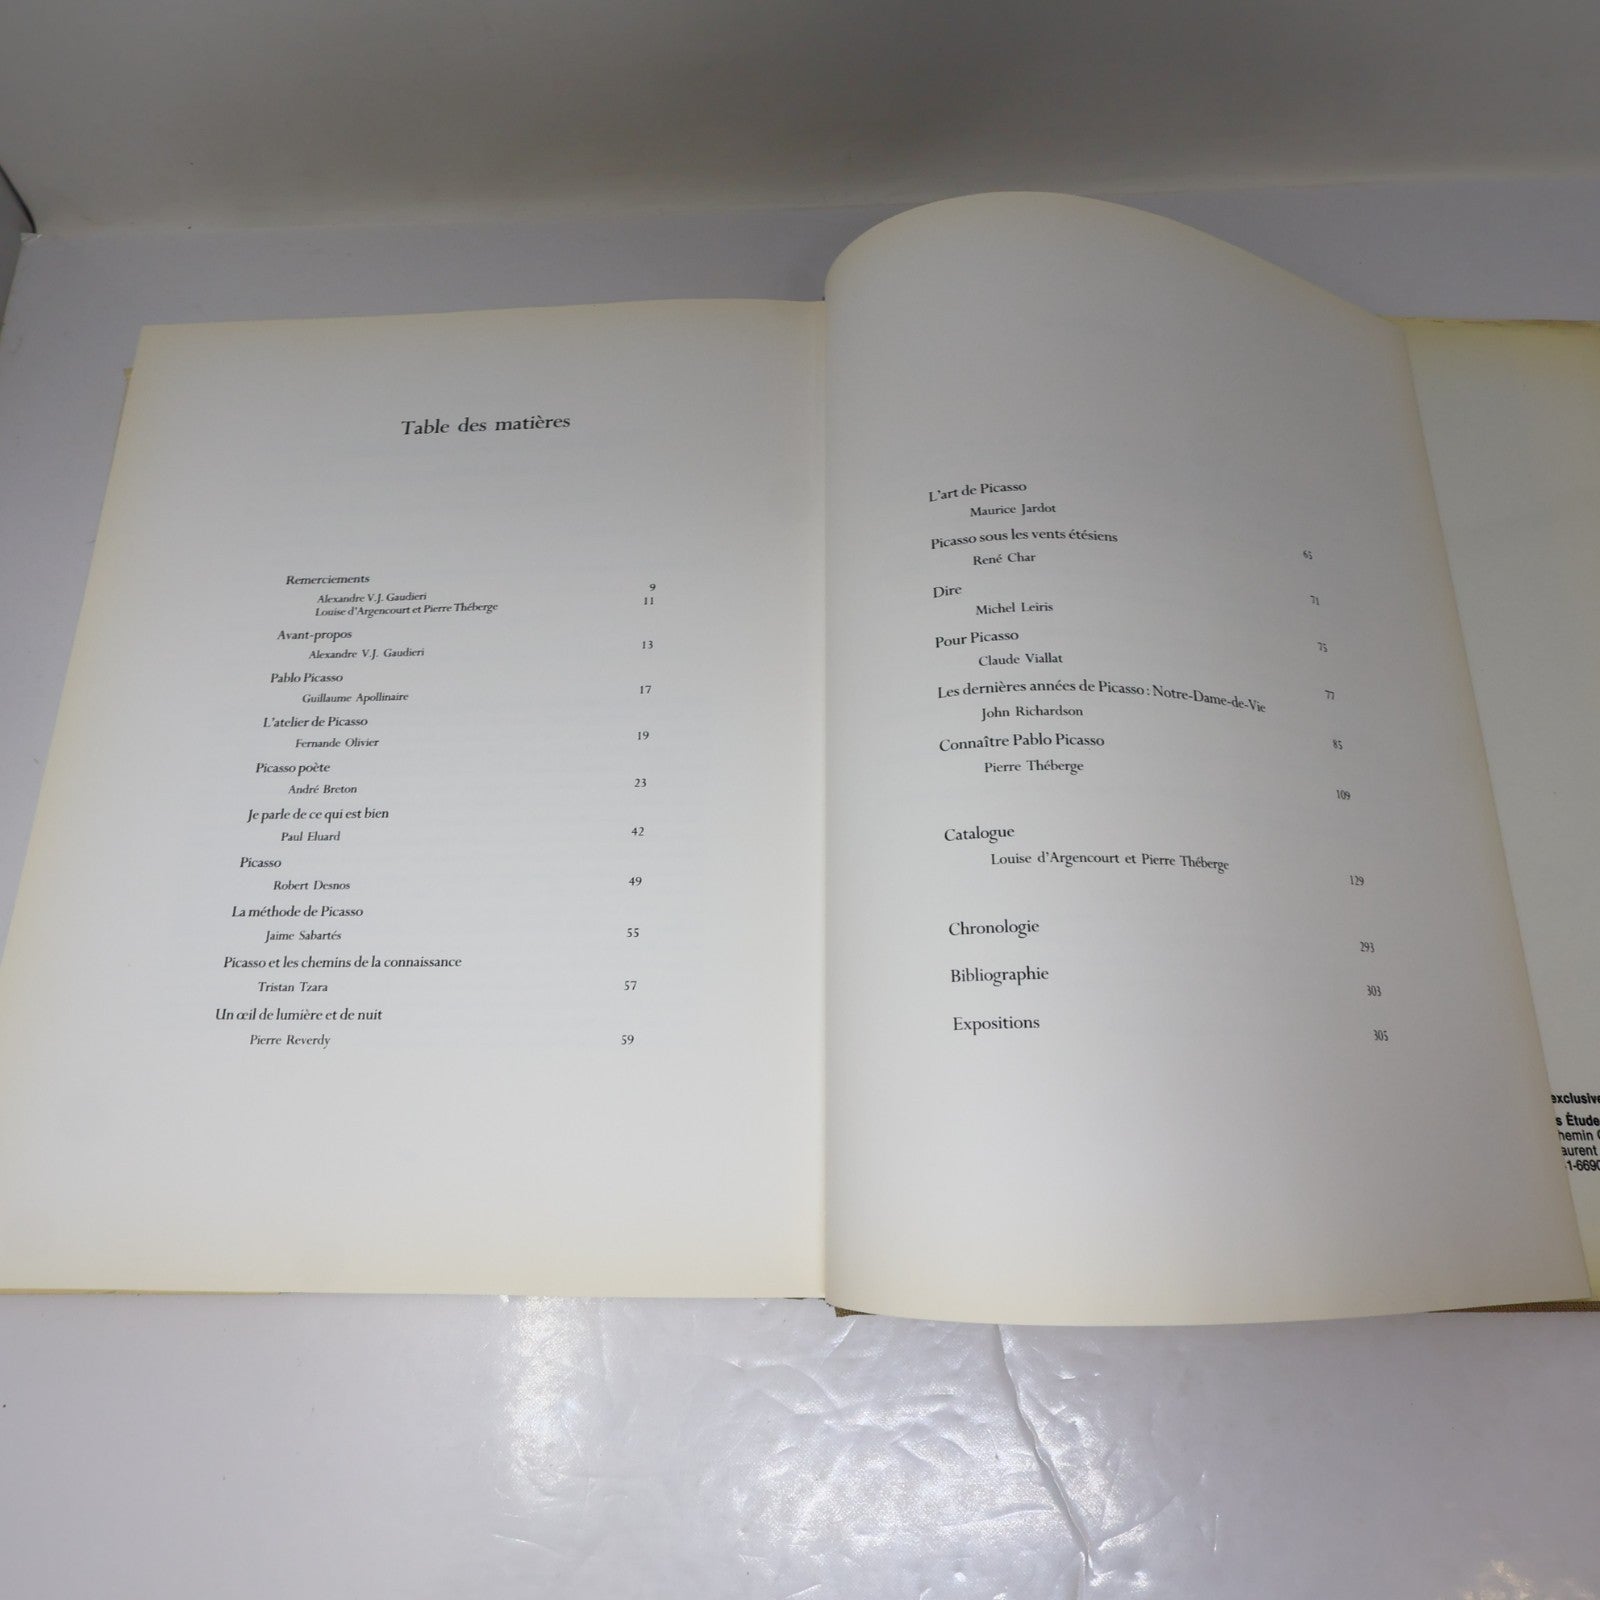 Table des matières
Remerciements
Alexandre V.J. Gaudieri 9
Louise d'Argencourt et Pierre Théberge 11
Avant-propos
Alexandre V.J. Gaudieri 13
Pablo Picasso
Guillaume Apollinaire 17
L'atelier de Picasso
Fernande Olivier 19
Picasso poète
André Breton 23
Je parle de ce qui est bien
Paul Eluard 42
Picasso
Robert Desnos 49
La méthode de Picasso
Jaime Sabartés 55
Picasso et les chemins de la connaissance
Tristan Tzara 57
Un œil de lumière et de nuit
Pierre Reverdy 59
L'art de Picasso
Maurice Jardot 65
Picasso sous les vents étésiens
René Char 71
Dire
Michel Leiris 75
Pour Picasso
Claude Viallat 77
Les dernières années de Picasso : Notre-Dame-de-Vie
John Richardson 85
Connaître Pablo Picasso
Pierre Théberge 109
Catalogue
Louise d'Argencourt et Pierre Théberge 129
Chronologie 293
Bibliographie 303
Expositions 305
exclusive
s Étude
hemin
aurent
1-6690